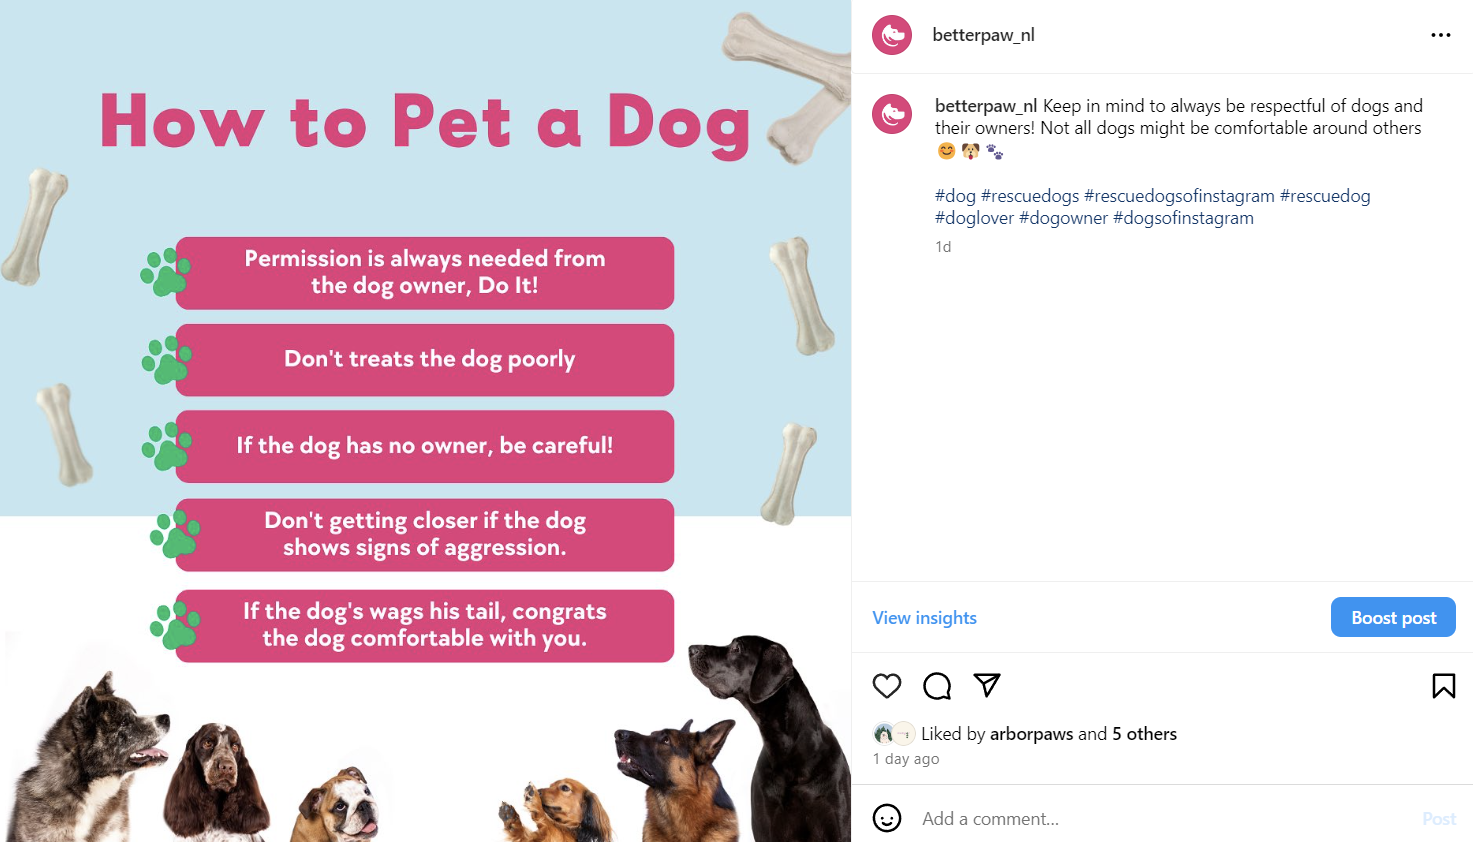 How to Pet a Dog
Permission is always needed from
the dog owner, Do It!
Don't treats the dog poorly
If the dog has no owner, be careful!
Don't getting closer if the dog
shows signs of aggression.
If the dog's wags his tail, congrats
the dog comfortable with you.
betterpaw_nl
betterpaw_nl Keep in mind to always be respectful of dogs and
their owners! Not all dogs might be comfortable around others
😊 🐶 🐾
#dog #rescuedogs #rescuedogsofinstagram #rescuedog
#doglover #dogowner #dogsofinstagram
1d
View insights
Boost post
Liked by arborpaws and 5 others
1 day ago
Add a comment...
Post